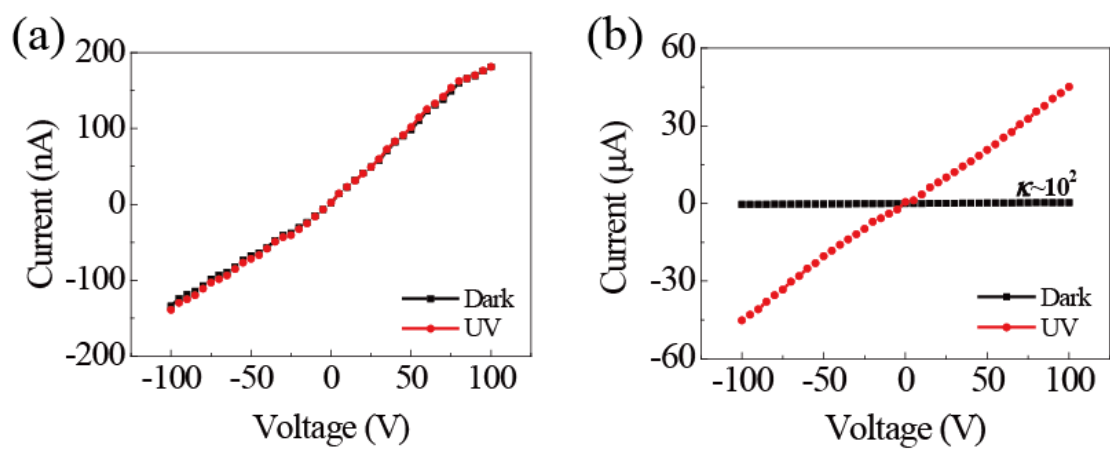 (a)
200
100
0
-100
-200
Current (nA)
Dark
UV
-100 -50 0 50 100
Voltage (V)
(b)
60
30
0
-30
-60
Current (μA)
κ~10²
Dark
UV
-100 -50 0 50 100
Voltage (V)